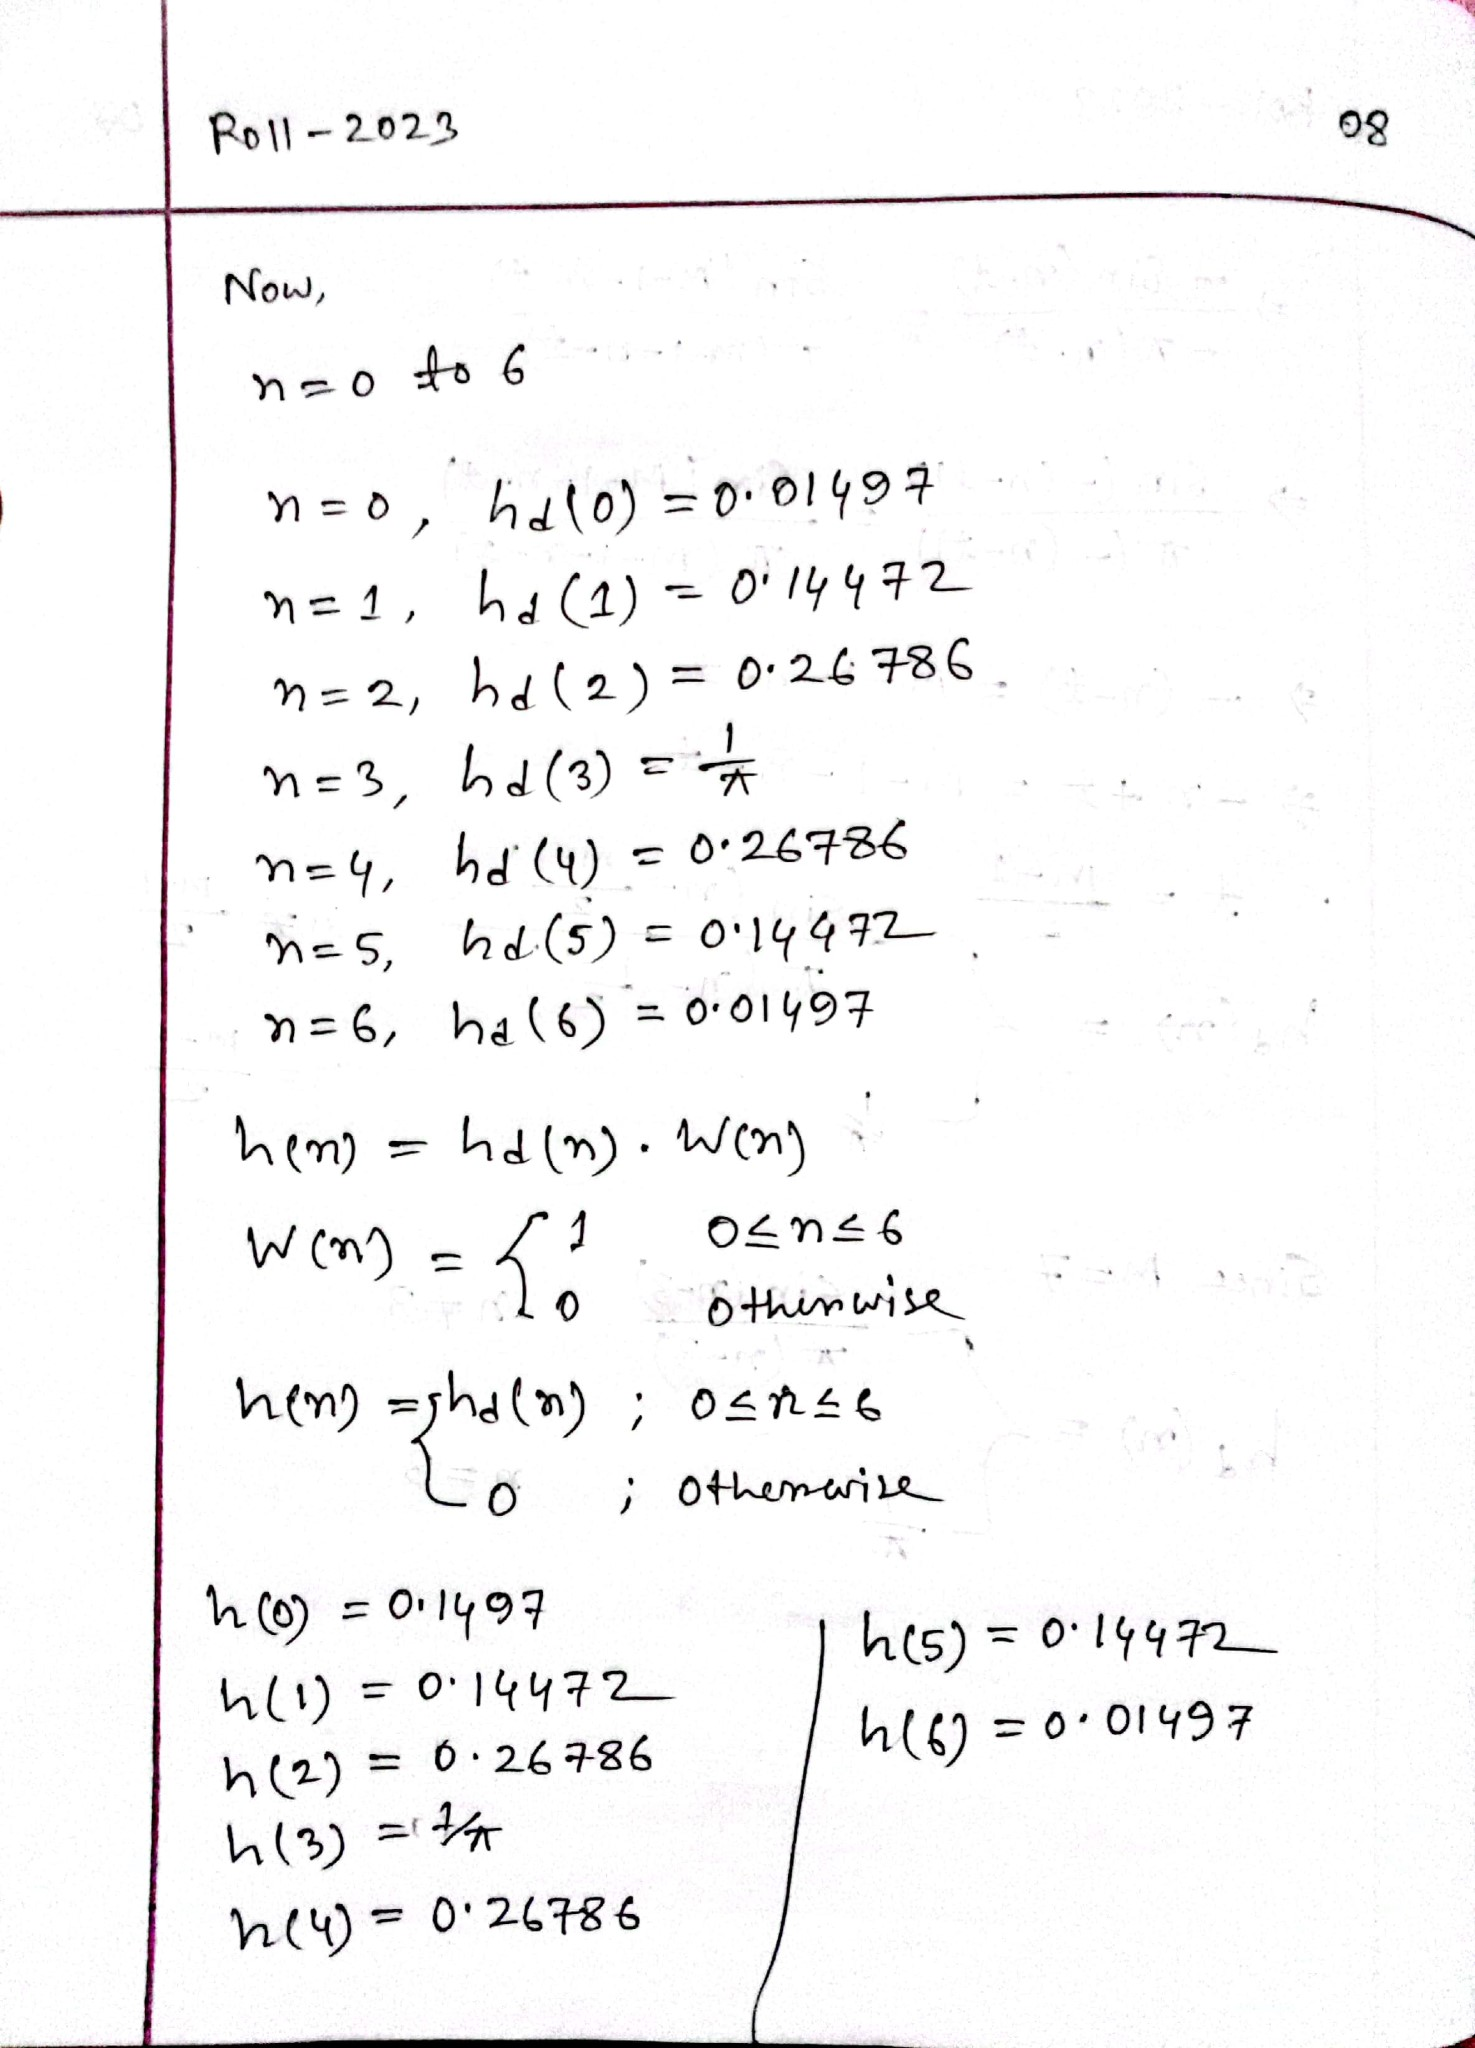 Roll - 2023
08
Now,
n=0 to 6
n=0, hd(0) = 0.01497
n=1, hd(1) = 0.14472
n=2, hd(2) = 0.26786
n=3, hd(3) = 1/π
n=4, hd(4) = 0.26786
n=5, hd(5) = 0.14472
n=6, hd(6) = 0.01497
h(n) = hd(n). W(n)
W(n) = { 1 0≤n≤6
0 otherwise
h(n) = { hd(n) ; 0≤n≤6
0 ; otherwise
h(0) = 0.1497
h(1) = 0.14472
h(2) = 0.26786
h(3) = 1/π
h(4) = 0.26786
h(5) = 0.14472
h(6) = 0.01497